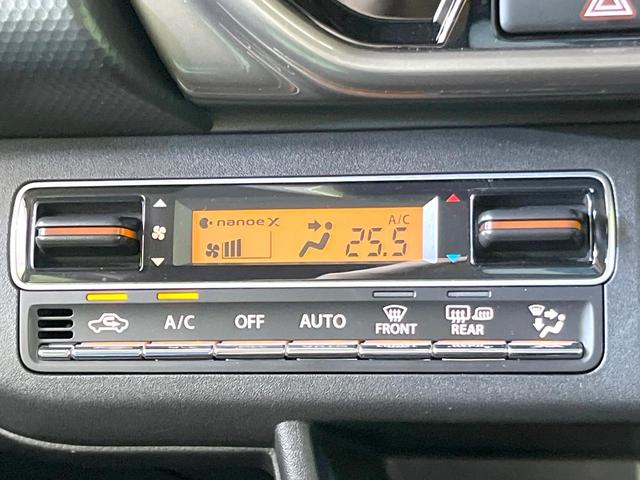 nanoe X
A/C
25.5
A/C
OFF
AUTO
FRONT
REAR